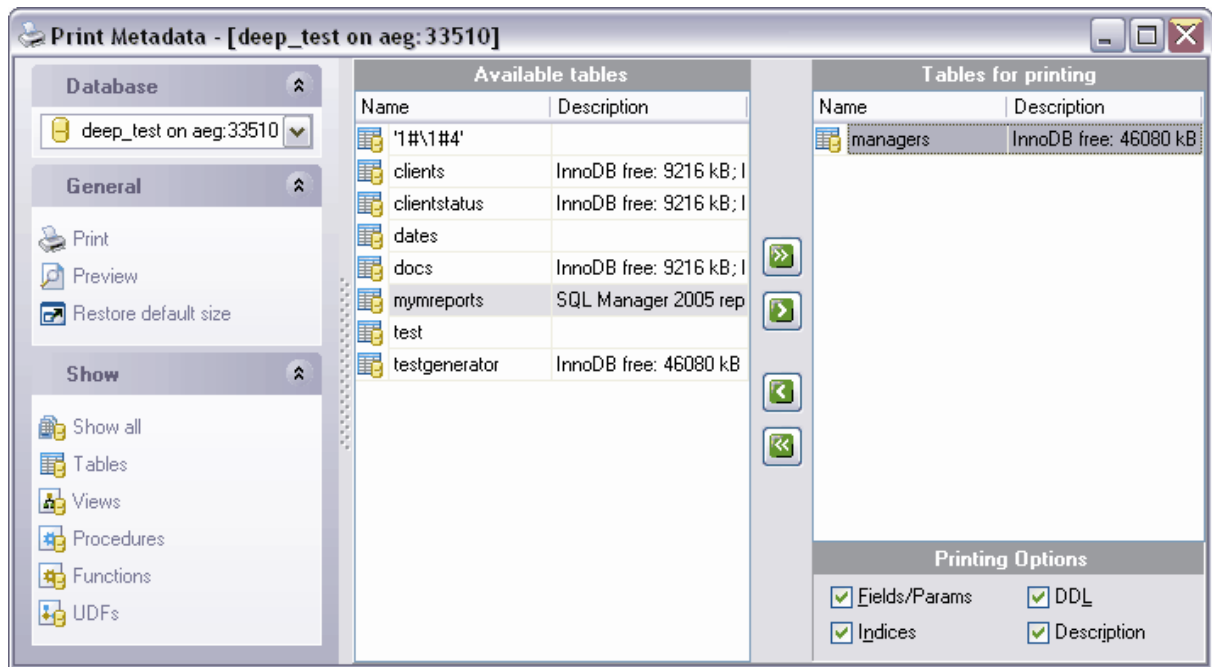 Print Metadata - [deep_test on aeg:33510]
Database
deep_test on aeg:33510
General
Print
Preview
Restore default size
Show
Show all
Tables
Views
Procedures
Functions
UDFs
Available tables
Name Description
'1#\1#4'
clients InnoDB free: 9216 kB; I
clientstatus InnoDB free: 9216 kB; I
dates
docs InnoDB free: 9216 kB; I
mymreports SQL Manager 2005 rep
test
testgenerator InnoDB free: 46080 kB
Tables for printing
Name Description
managers InnoDB free: 46080 kB
Printing Options
Fields/Params DDL
Indices Description